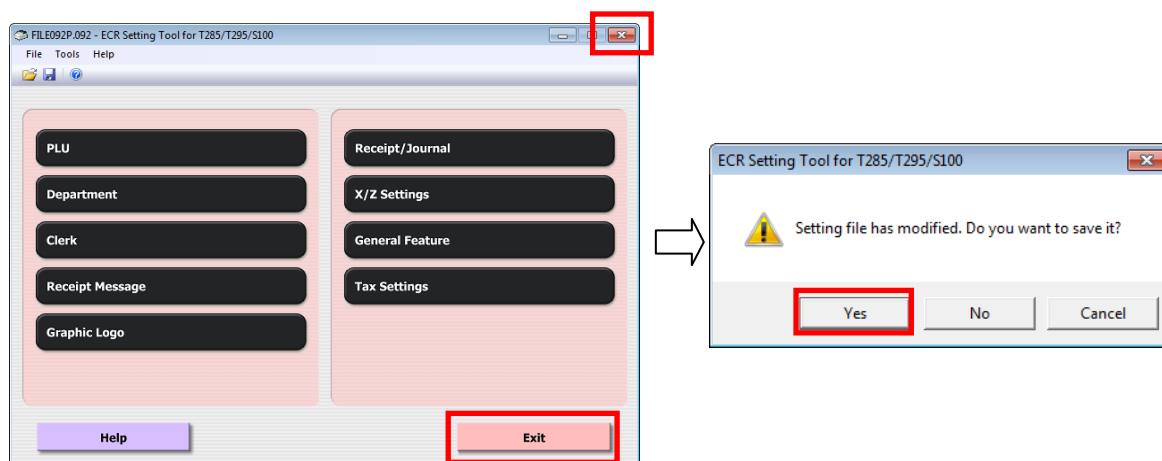 FILE092P.092 - ECR Setting Tool for T285/T295/S100
File Tools Help
PLU
Department
Clerk
Receipt Message
Graphic Logo
Receipt/Journal
X/Z Settings
General Feature
Tax Settings
Help
Exit
ECR Setting Tool for T285/T295/S100
Setting file has modified. Do you want to save it?
Yes No Cancel